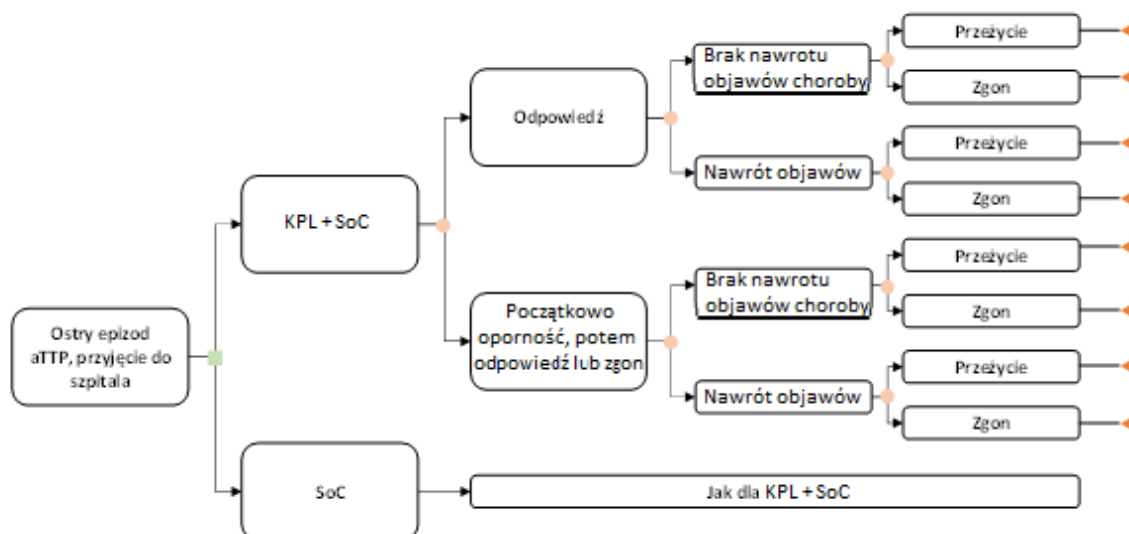 Ostry epizod
aTTP, przyjęcie do
szpitala
KPL + SoC
SoC
Odpowiedź
Początkowo
oporność, potem
odpowiedź lub zgon
Jak dla KPL + SoC
Brak nawrotu
objawów choroby
Nawrót objawów
Brak nawrotu
objawów choroby
Nawrót objawów
Przeżycie
Zgon
Przeżycie
Zgon
Przeżycie
Zgon
Przeżycie
Zgon